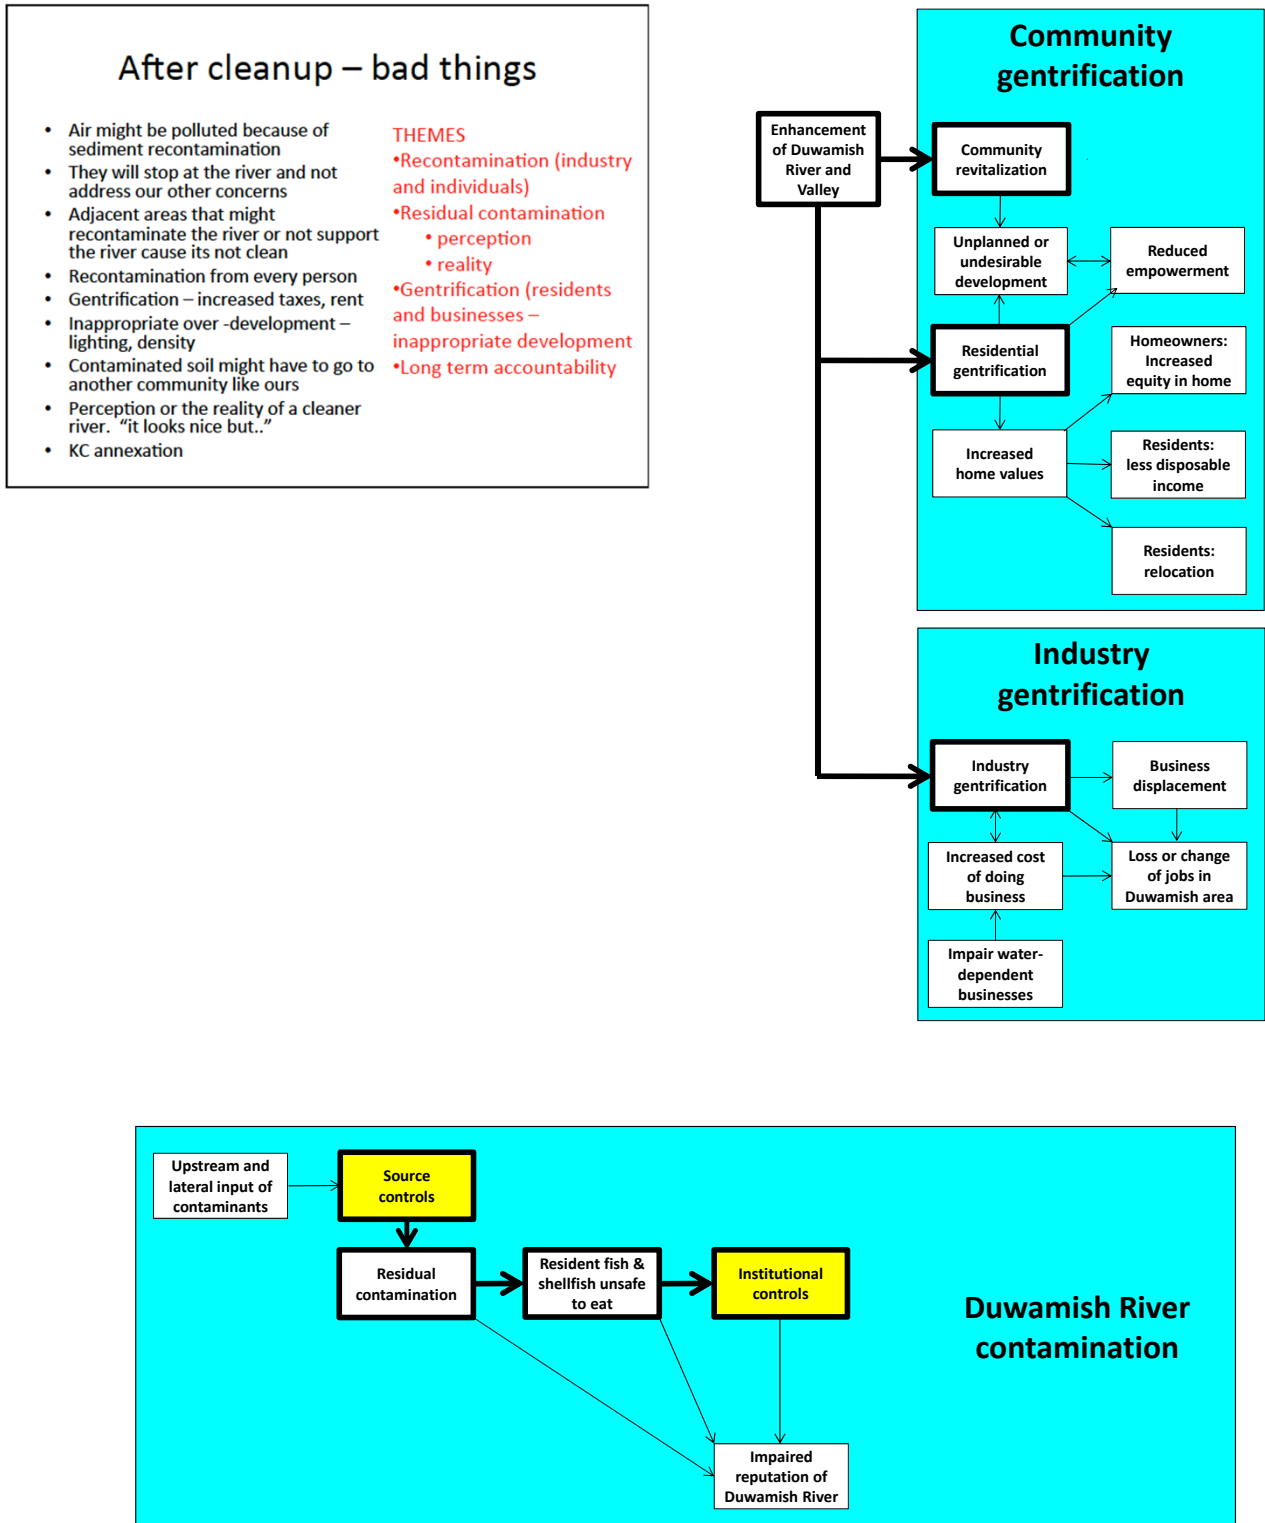 After cleanup – bad things
• Air might be polluted because of
sediment recontamination
• They will stop at the river and not
address our other concerns
• Adjacent areas that might
recontaminate the river or not support
the river cause its not clean
• Recontamination from every person
• Gentrification – increased taxes, rent
• Inappropriate over -development –
lighting, density
• Contaminated soil might have to go to
another community like ours
• Perception or the reality of a cleaner
river. “it looks nice but..”
• KC annexation
THEMES
•Recontamination (industry
and individuals)
•Residual contamination
• perception
• reality
•Gentrification (residents
and businesses –
inappropriate development
•Long term accountability
Community
gentrification
Enhancement
of Duwamish
River and
Valley
Community
revitalization
Unplanned or
undesirable
development
Reduced
empowerment
Residential
gentrification
Homeowners:
Increased
equity in home
Increased
home values
Residents:
less disposable
income
Residents:
relocation
Industry
gentrification
Industry
gentrification
Business
displacement
Increased cost
of doing
business
Loss or change
of jobs in
Duwamish area
Impair water-
dependent
businesses
Upstream and
lateral input of
contaminants
Source
controls
Residual
contamination
Resident fish &
shellfish unsafe
to eat
Institutional
controls
Duwamish River
contamination
Impaired
reputation of
Duwamish River